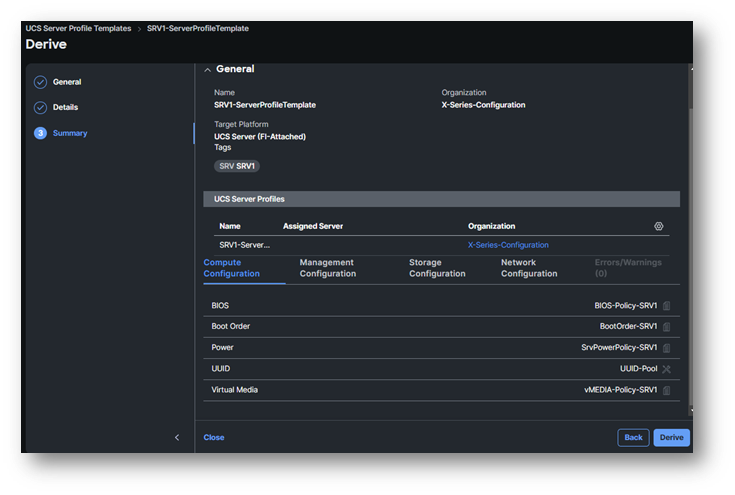 UCS Server Profile Templates > SRV1-ServerProfileTemplate
Derive
General
Details
3 Summary
General
Name Organization
SRV1-ServerProfileTemplate X-Series-Configuration
Target Platform
UCS Server (FI-Attached)
Tags
SRV SRV1
UCS Server Profiles
Name Assigned Server Organization
SRV1-Server... X-Series-Configuration
Compute Configuration Management Configuration Storage Configuration Network Configuration Errors/Warnings (0)
BIOS BIOS-Policy-SRV1
Boot Order BootOrder-SRV1
Power SrvPowerPolicy-SRV1
UUID UUID-Pool
Virtual Media vMEDIA-Policy-SRV1
Close Back Derive